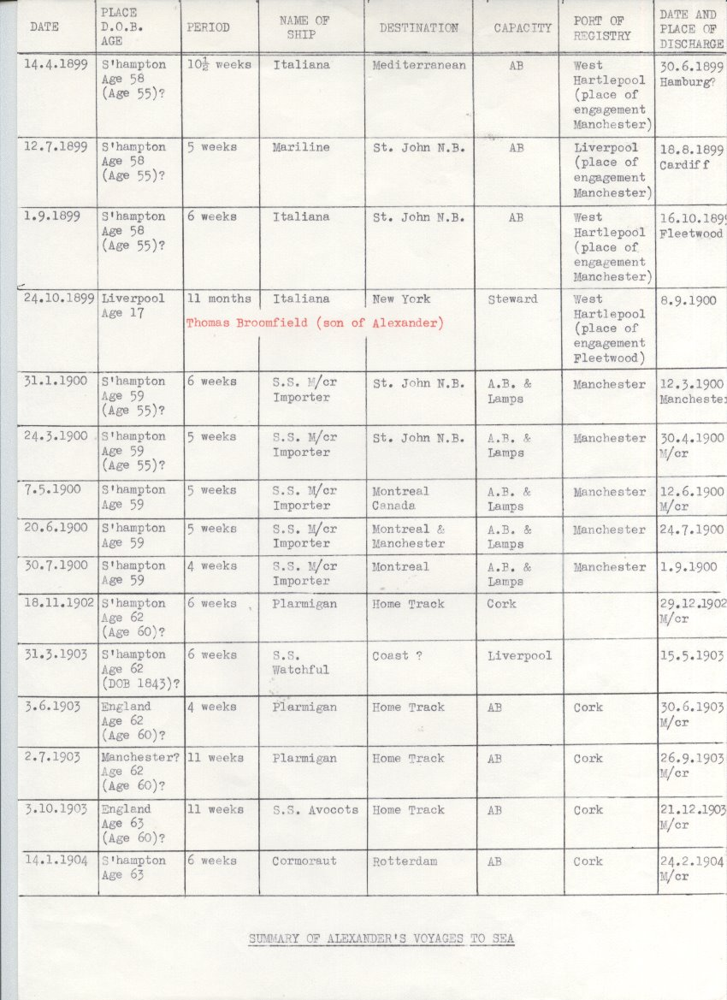 DATE PLACE D.O.B. AGE PERIOD NAME OF SHIP DESTINATION CAPACITY PORT OF REGISTRY DATE AND PLACE OF DISCHARGE
14.4.1899 S'hampton 10½ weeks Italiana Mediterranean AB West 30.6.1899
Age 58 Hartlepool Hamburg?
(Age 55)? (place of
engagement
Manchester)
12.7.1899 S'hampton 5 weeks Mariline St. John N.B. AB Liverpool 18.8.1899
Age 58 (place of Cardiff
(Age 55)? engagement
Manchester)
1.9.1899 S'hampton 6 weeks Italiana St. John N.B. AB West 16.10.1899
Age 58 Hartlepool Fleetwood
(Age 55)? (place of
engagement
Manchester)
24.10.1899 Liverpool 11 months Italiana New York Steward West 8.9.1900
Age 17 Hartlepool
Thomas Broomfield (son of Alexander) (place of
engagement
Fleetwood)
31.1.1900 S'hampton 6 weeks S.S. M/cr St. John N.B. A.B. & Manchester 12.3.1900
Age 59 Importer Lamps Manchester
(Age 55)?
24.3.1900 S'hampton 5 weeks S.S. M/cr St. John N.B. A.B. & Manchester 30.4.1900
Age 59 Importer Lamps M/cr
(Age 55)?
7.5.1900 S'hampton 5 weeks S.S. M/cr Montreal A.B. & Manchester 12.6.1900
Age 59 Importer Canada Lamps M/cr
20.6.1900 S'hampton 5 weeks S.S. M/cr Montreal & A.B. & Manchester 24.7.1900
Age 59 Importer Manchester Lamps
30.7.1900 S'hampton 4 weeks S.S. M/cr Montreal A.B. & Manchester 1.9.1900
Age 59 Importer Lamps
18.11.1902 S'hampton 6 weeks Plarmigan Home Track Cork 29.12.1902
Age 62 M/cr
(Age 60)?
31.3.1903 S'hampton 6 weeks S.S. Coast ? Liverpool 15.5.1903
Age 62 Watchful
(DOB 1843)?
3.6.1903 England 4 weeks Plarmigan Home Track AB Cork 30.6.1903
Age 62 M/cr
(Age 60)?
2.7.1903 Manchester? 11 weeks Plarmigan Home Track AB Cork 26.9.1903
Age 62 M/cr
(Age 60)?
3.10.1903 England 11 weeks S.S. Avocots Home Track AB Cork 21.12.1903
Age 63 M/cr
(Age 60)?
14.1.1904 S'hampton 6 weeks Cormoraut Rotterdam AB Cork 24.2.1904
Age 63 M/cr
SUMMARY OF ALEXANDER'S VOYAGES TO SEA